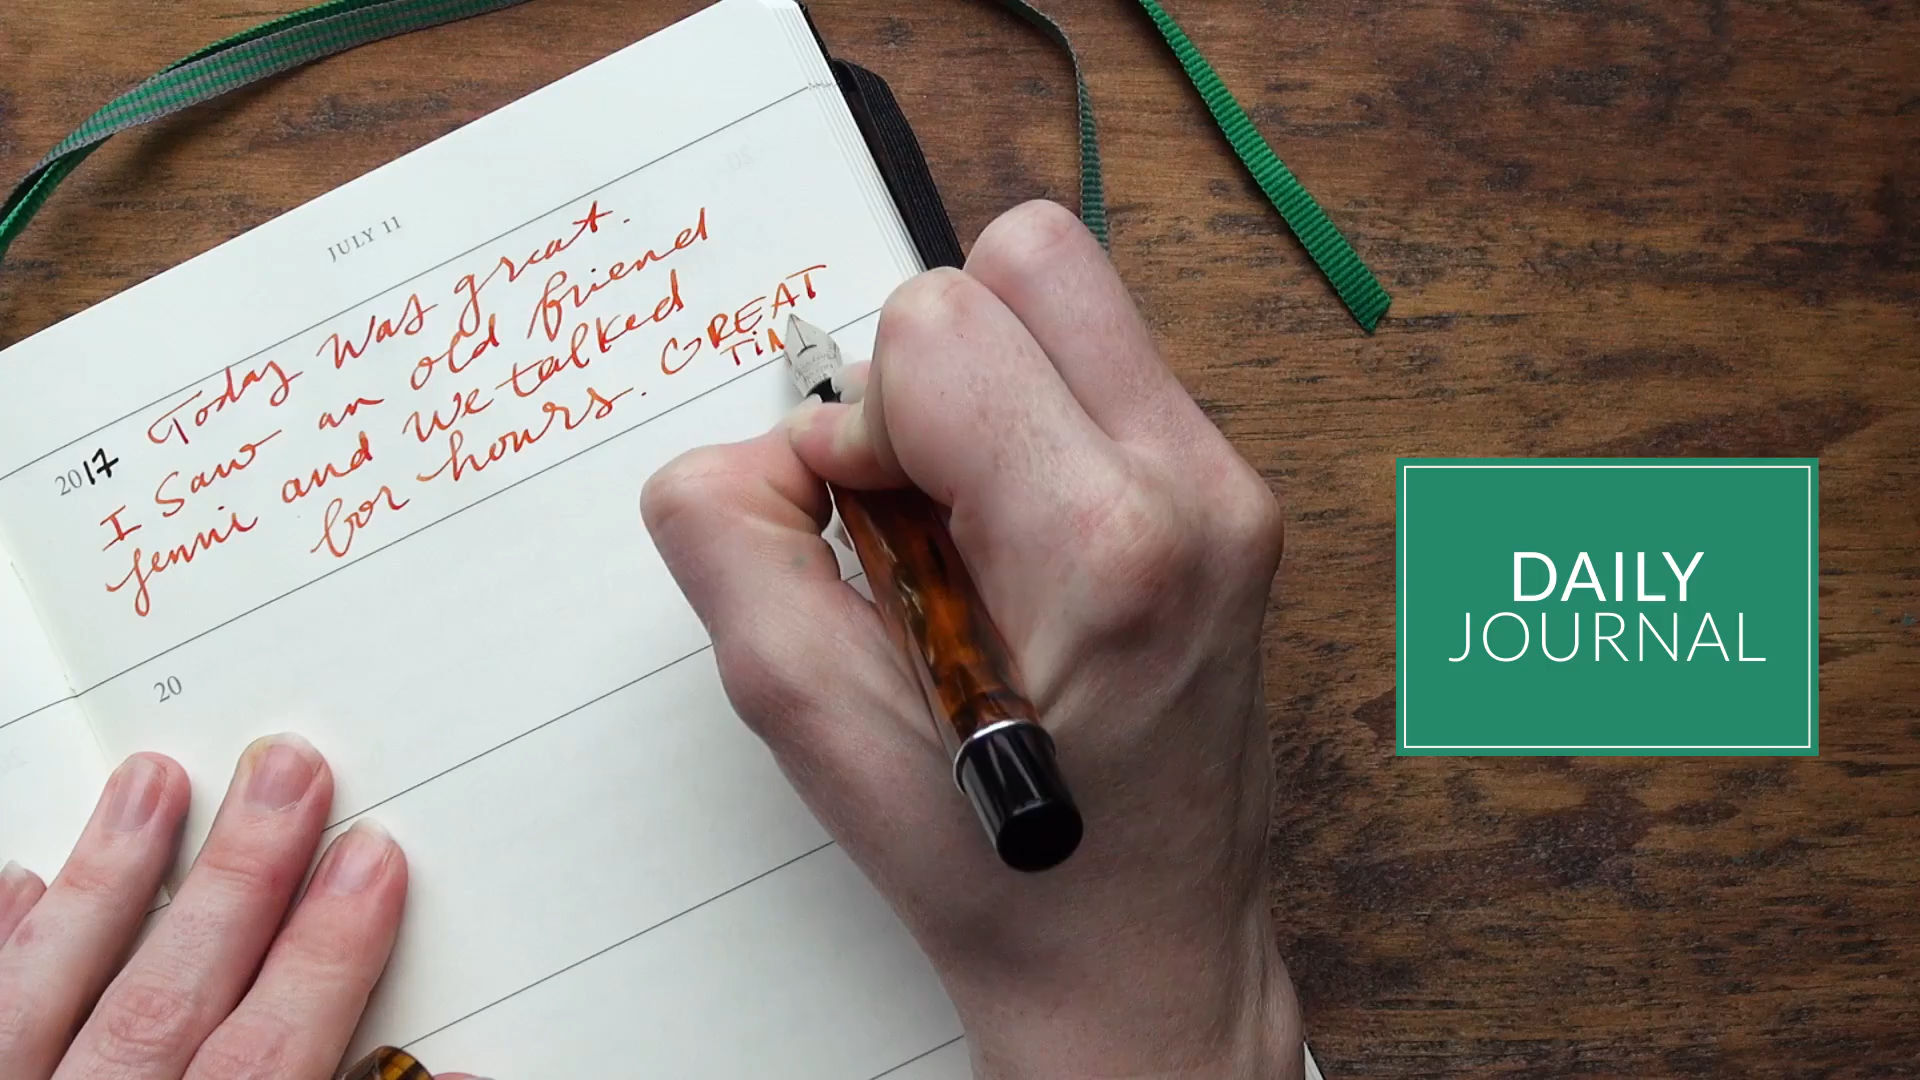 JULY 11
2017 Today was great.
I saw an old friend
Jenni and we talked
for hours. GREAT
TiM
20
DAILY
JOURNAL